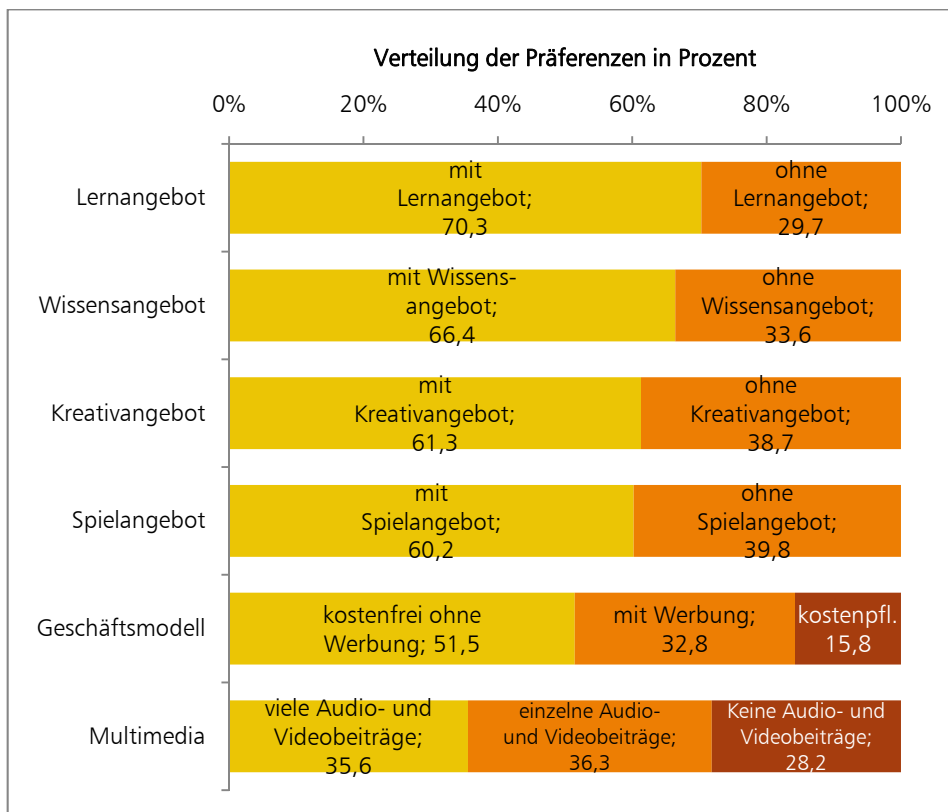 Verteilung der Präferenzen in Prozent
0% 20% 40% 60% 80% 100%
Lernangebot
mit
Lernangebot;
70,3
ohne
Lernangebot;
29,7
Wissensangebot
mit Wissens-
angebot;
66,4
ohne
Wissensangebot;
33,6
Kreativangebot
mit
Kreativangebot;
61,3
ohne
Kreativangebot;
38,7
Spielangebot
mit
Spielangebot;
60,2
ohne
Spielangebot;
39,8
Geschäftsmodell
kostenfrei ohne
Werbung; 51,5
mit Werbung;
32,8
kostenpfl.
15,8
Multimedia
viele Audio- und
Videobeiträge;
35,6
einzelne Audio-
und Videobeiträge;
36,3
Keine Audio- und
Videobeiträge;
28,2